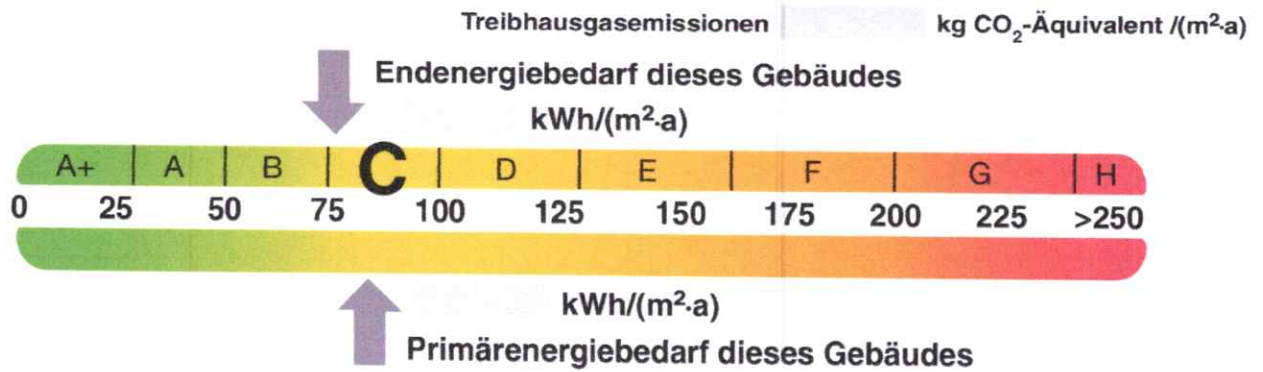 Treibhausgasemissionen kg CO₂-Äquivalent /(m²·a)
Endenergiebedarf dieses Gebäudes
kWh/(m²·a)
A+ A B C D E F G H
0 25 50 75 100 125 150 175 200 225 >250
kWh/(m²·a)
Primärenergiebedarf dieses Gebäudes